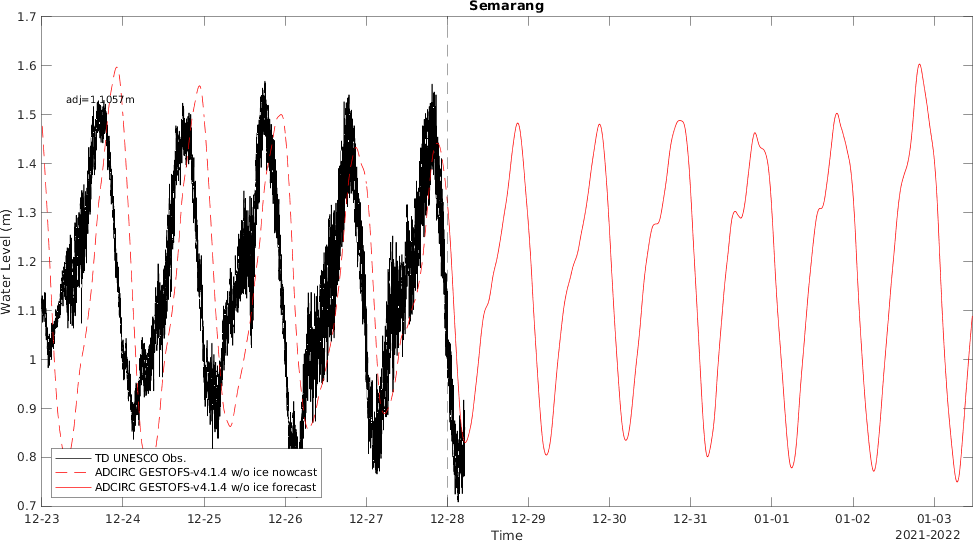 Semarang
Water Level (m)
1.7
1.6
1.5
1.4
1.3
1.2
1.1
1
0.9
0.8
0.7
adj=1.1057m
TD UNESCO Obs.
ADCIRC GESTOFS-v4.1.4 w/o ice nowcast
ADCIRC GESTOFS-v4.1.4 w/o ice forecast
12-23 12-24 12-25 12-26 12-27 12-28 12-29 12-30 12-31 01-01 01-02 01-03
Time
2021-2022